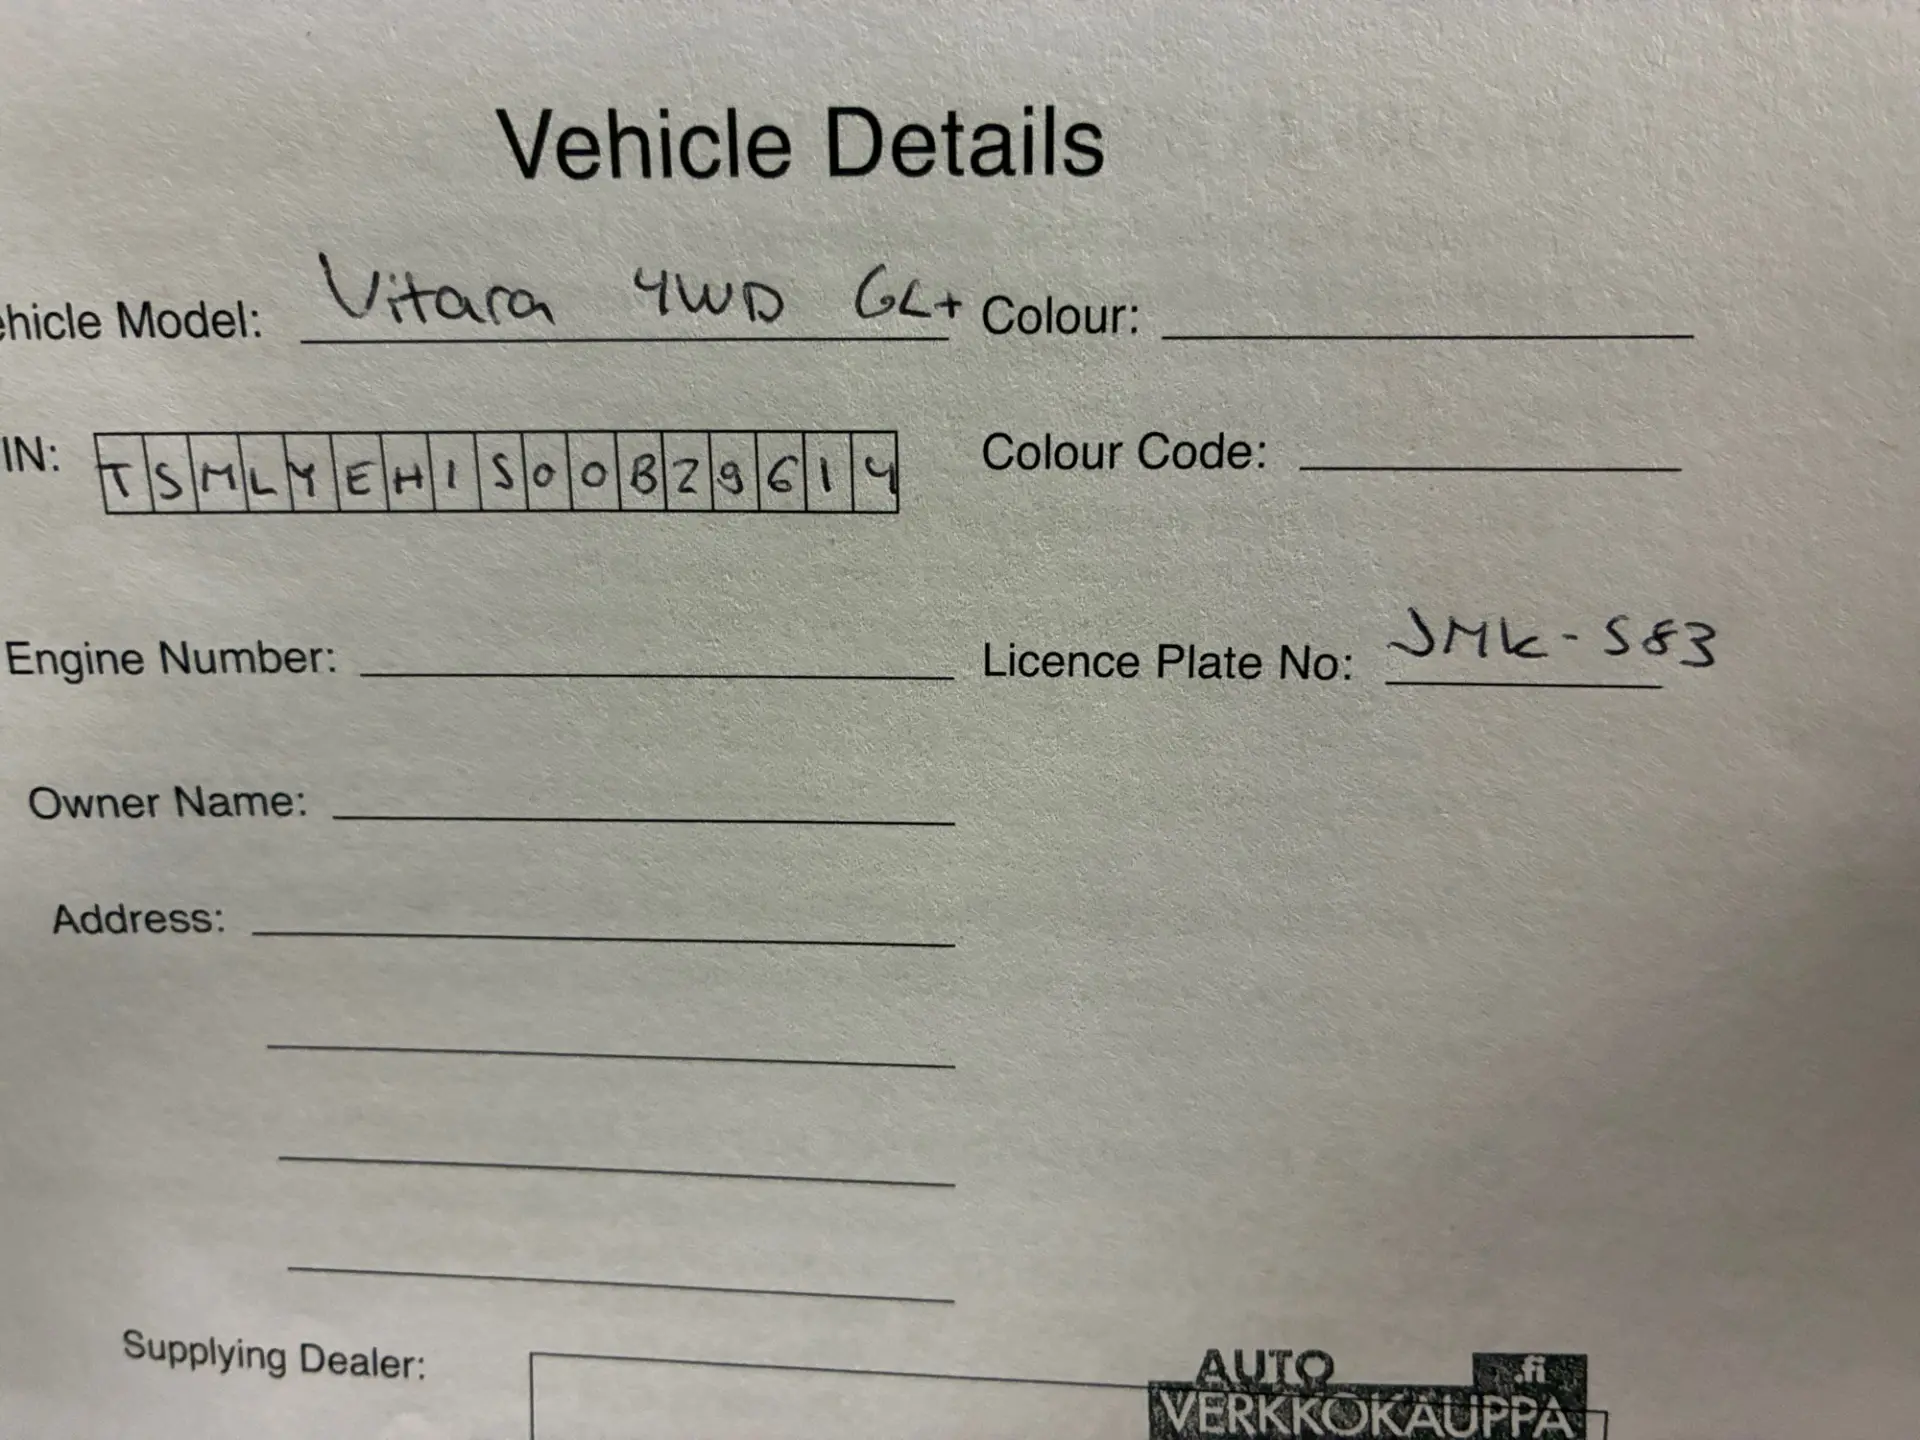 Vehicle Details
ehicle Model: Vitara 4WD GL+ Colour:
IN: TSMLYEH1S00829614 Colour Code:
Engine Number: Licence Plate No: JMK-583
Owner Name:
Address:
Supplying Dealer:
AUTO .fi
VERKKOKAUPPA